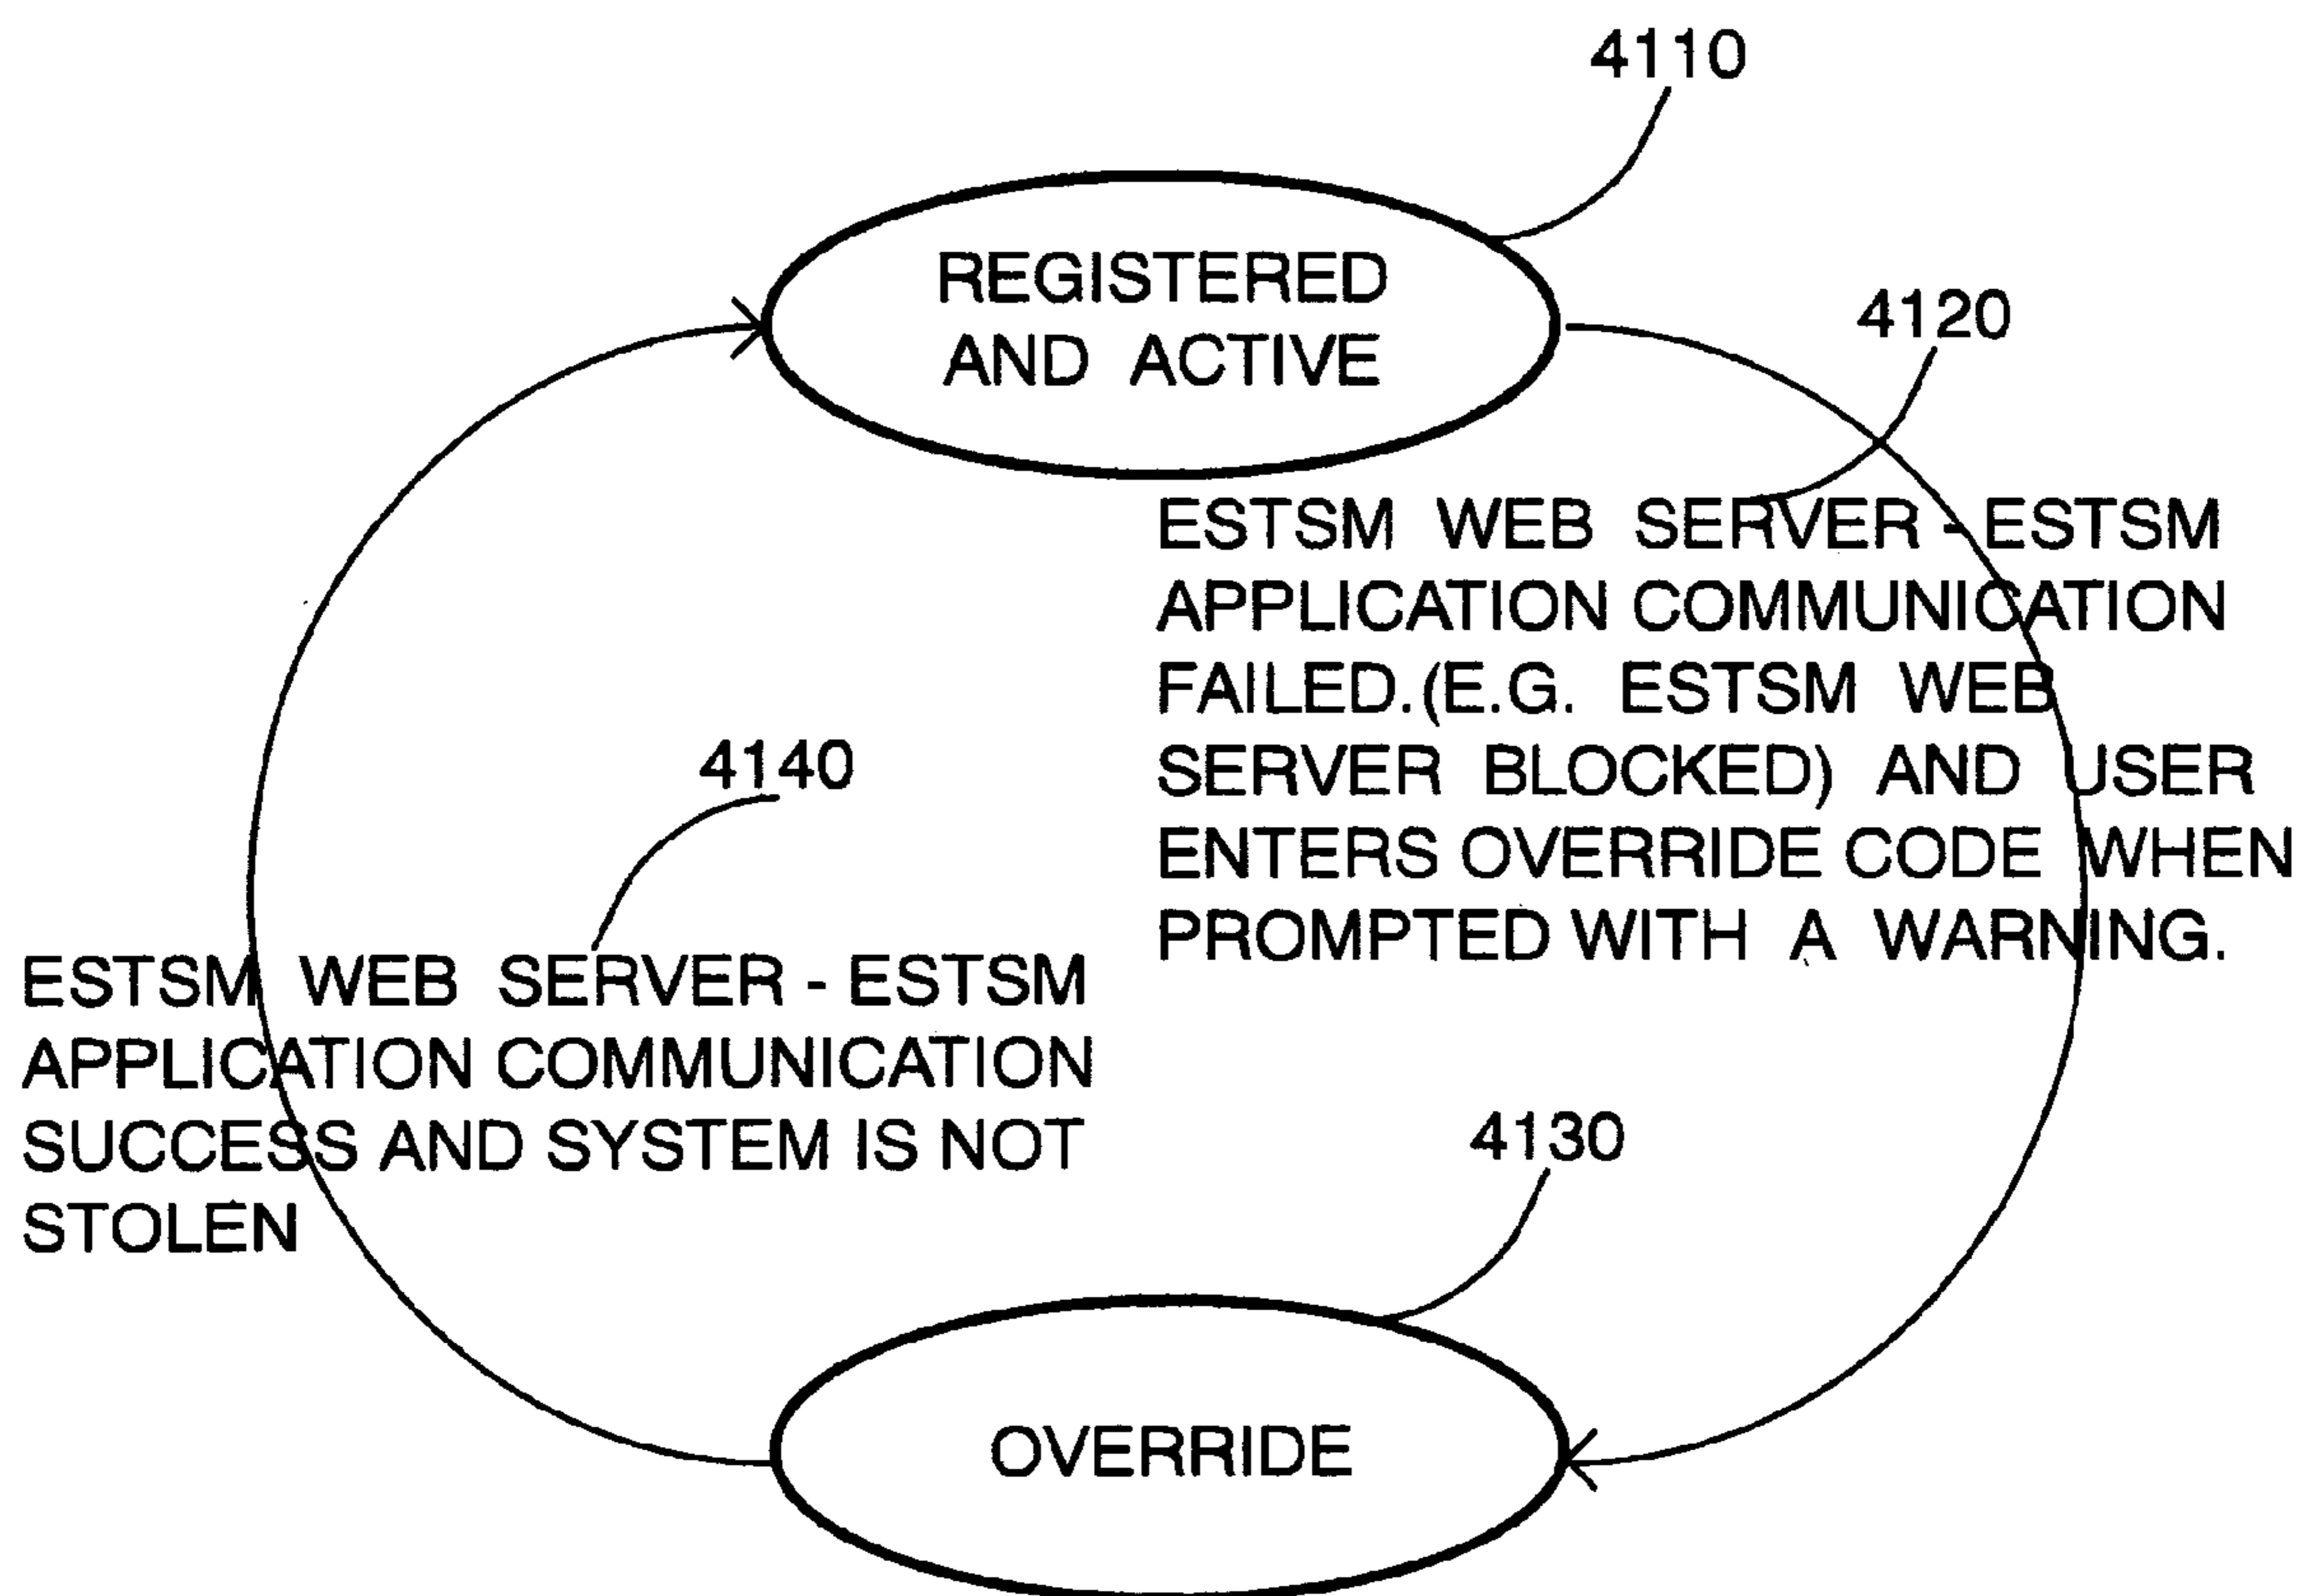 4110
REGISTERED
AND ACTIVE
4120
ESTSM WEB SERVER - ESTSM
APPLICATION COMMUNICATION
FAILED.(E.G. ESTSM WEB
SERVER BLOCKED) AND USER
ENTERS OVERRIDE CODE WHEN
PROMPTED WITH A WARNING.
4140
ESTSM WEB SERVER - ESTSM
APPLICATION COMMUNICATION
SUCCESS AND SYSTEM IS NOT
STOLEN
4130
OVERRIDE